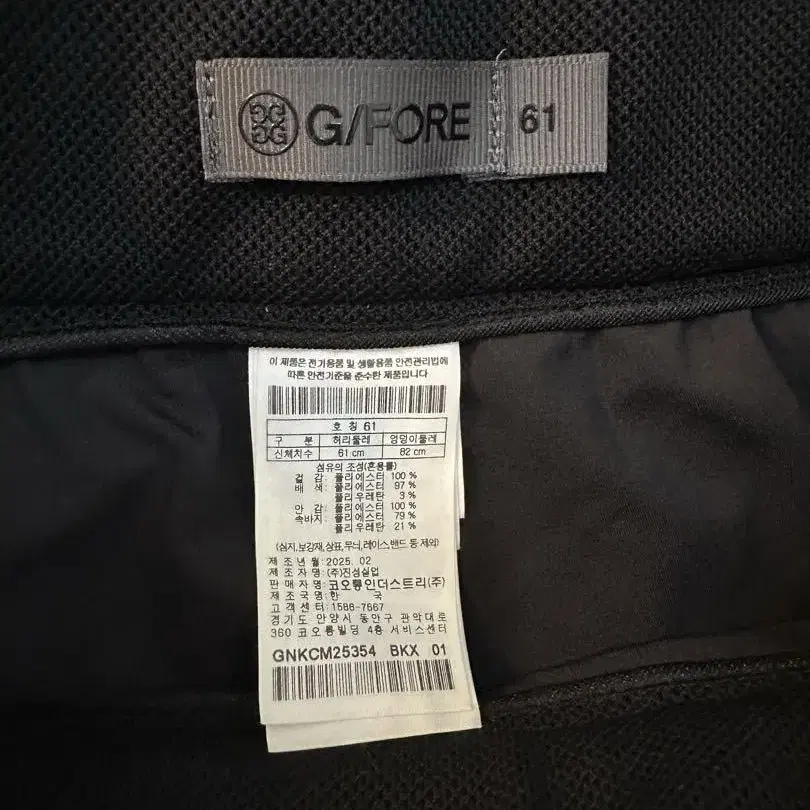 G/FORE 61
이 제품은 전기용품 및 생활용품 안전관리법에
따른 안전기준을 준수한 제품입니다
호 칭 61
구 분 허리둘레 엉덩이둘레
신체치수 61 cm 82 cm
섬유의 조성(혼용률)
겉 감: 폴리에스터 100 %
배 색: 폴리에스터 97 %
폴리우레탄 3 %
안 감: 폴리에스터 100 %
속바지: 폴리에스터 79 %
폴리우레탄 21 %
(심지,보강재,상표,무늬,레이스,밴드 등 제외)
제 조 년 월: 2025. 02
제 조 자 명: (주)진성실업
판 매 자 명: 코오롱인더스트리(주)
제 조 국 명: 한 국
고 객 센 터: 1588-7667
경기도 안양시 동안구 관악대로
360 코오롱빌딩 4층 서비스센터
GNKCM25354 BKX 01